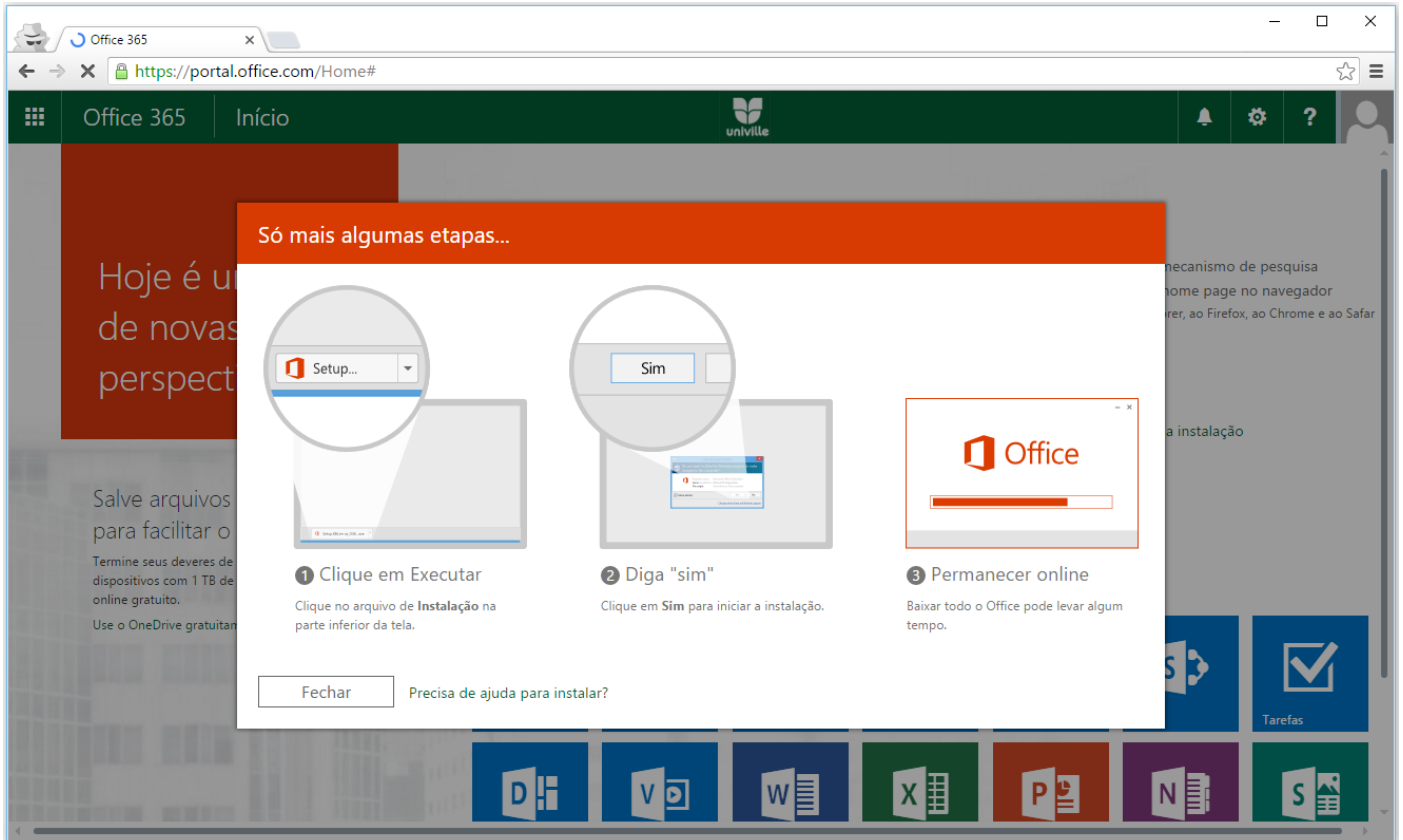 Office 365
https://portal.office.com/Home#
Office 365
Início
univille
Só mais algumas etapas...
Hoje é u
de novas
perspect
mecanismo de pesquisa
home page no navegador
rer, ao Firefox, ao Chrome e ao Safar
a instalação
Setup...
Sim
Office
1 Clique em Executar
Clique no arquivo de Instalação na
parte inferior da tela.
2 Diga "sim"
Clique em Sim para iniciar a instalação.
3 Permanecer online
Baixar todo o Office pode levar algum
tempo.
Salve arquivos
para facilitar o
Termine seus deveres de
dispositivos com 1 TB de
online gratuito.
Use o OneDrive gratuitan
Fechar
Precisa de ajuda para instalar?
S
Tarefas
D
V
W
X
P
N
S